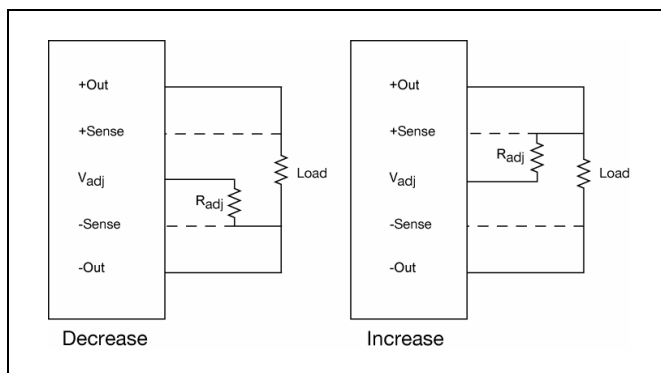 +Out
+Sense
Vadj
Radj
-Sense
-Out
Load
Decrease
+Out
+Sense
Radj
Vadj
-Sense
-Out
Load
Increase